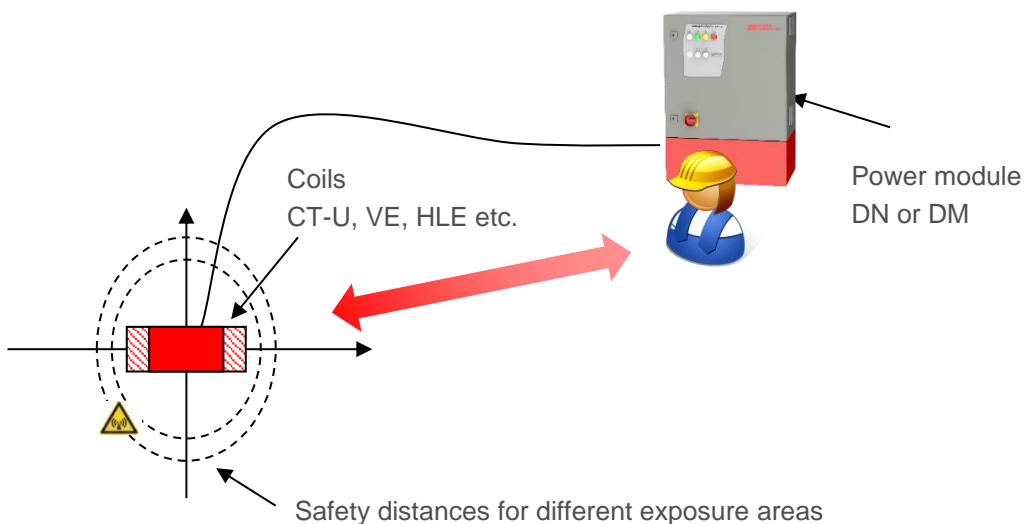 Coils
CT-U, VE, HLE etc.
Power module
DN or DM
Safety distances for different exposure areas